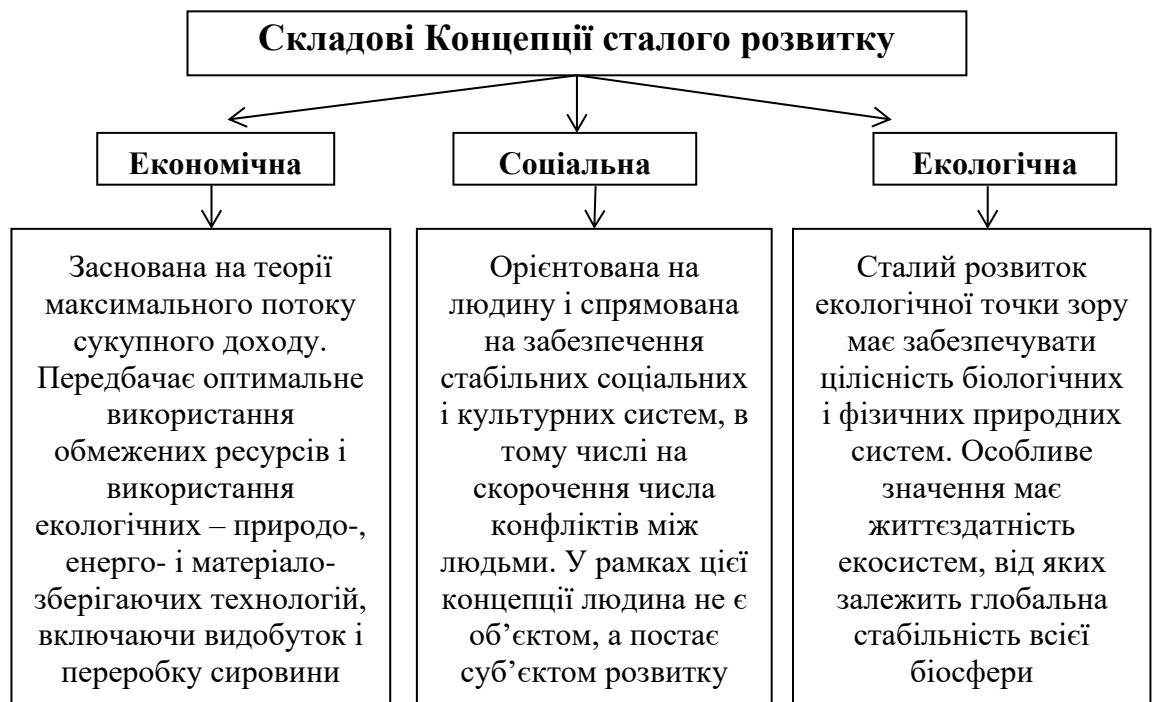 Складові Концепції сталого розвитку
Економічна
Соціальна
Екологічна
Заснована на теорії
максимального потоку
сукупного доходу.
Передбачає оптимальне
використання
обмежених ресурсів і
використання
екологічних – природо-,
енерго- і матеріало-
зберігаючих технологій,
включаючи видобуток і
переробку сировини
Орієнтована на
людину і спрямована
на забезпечення
стабільних соціальних
і культурних систем, в
тому числі на
скорочення числа
конфліктів між
людьми. У рамках цієї
концепції людина не є
об’єктом, а постає
суб’єктом розвитку
Сталий розвиток
екологічної точки зору
має забезпечувати
цілісність біологічних
і фізичних природних
систем. Особливе
значення має
життєздатність
екосистем, від яких
залежить глобальна
стабільність всієї
біосфери